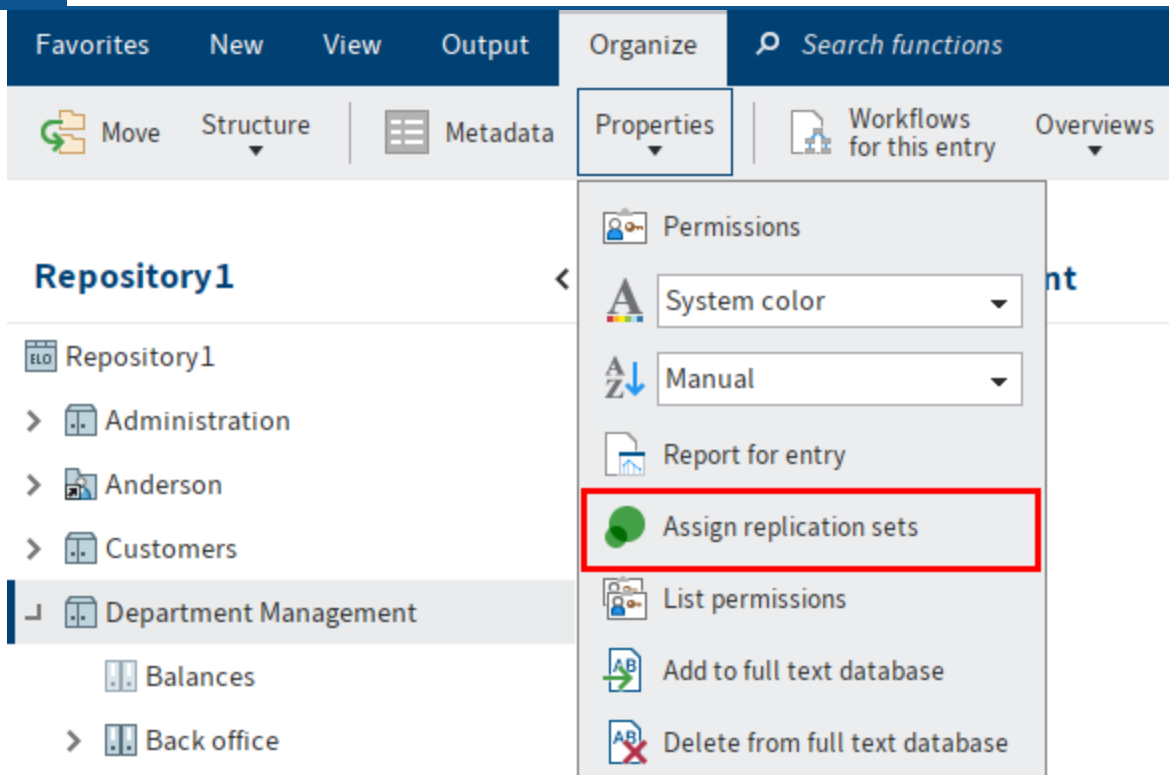 Favorites New View Output Organize Search functions
Move Structure Metadata Properties Workflows for this entry Overviews
Permissions
Repository1
nt
System color
ELO Repository1
Manual
Administration
Report for entry
Anderson
Assign replication sets
Customers
List permissions
Department Management
Add to full text database
Balances
Delete from full text database
Back office